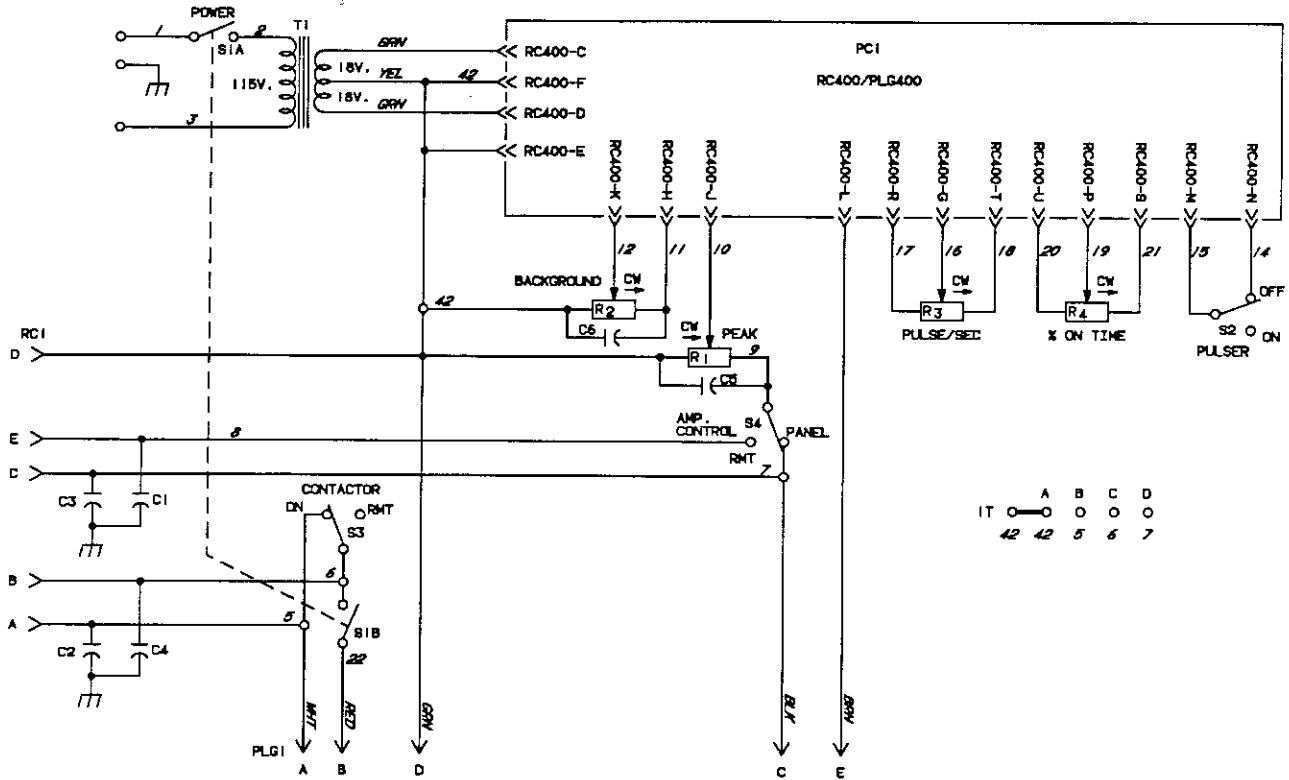 POWER
1
2
S1A
T1
115V.
18V.
18V.
GRN
YEL
GRN
42
3
RC400-C
RC400-F
RC400-D
RC400-E
PC1
RC400/PLG400
RC400-K
RC400-H
RC400-J
RC400-L
RC400-R
RC400-G
RC400-T
RC400-U
RC400-P
RC400-S
RC400-M
RC400-N
12
11
10
17
16
18
20
19
21
15
14
BACKGROUND
CW
R2
C6
42
CW
PEAK
R1
9
C5
CW
R3
PULSE/SEC
CW
R4
% ON TIME
OFF
S2
ON
PULSER
RC1
D
E
8
AMP.
CONTROL
S4
PANEL
RMT
C
7
C3
C1
CONTACTOR
ON
RMT
S3
B
6
A
5
S1B
C2
C4
22
WHT
RED
GRN
BLK
BRN
PLG1
A B D C E
A B C D
1T
42 42 5 6 7